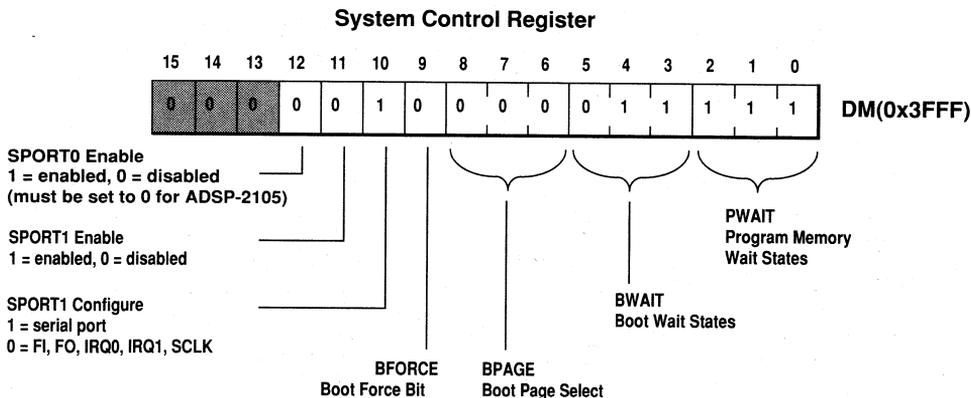 System Control Register
15 14 13 12 11 10 9 8 7 6 5 4 3 2 1 0
0 0 0 0 0 1 0 0 0 0 0 1 1 1 1 1
DM(0x3FFF)
SPORT0 Enable
1 = enabled, 0 = disabled
(must be set to 0 for ADSP-2105)
SPORT1 Enable
1 = enabled, 0 = disabled
SPORT1 Configure
1 = serial port
0 = FI, FO, IRQ0, IRQ1, SCLK
BFORCE
Boot Force Bit
BPAGE
Boot Page Select
BWAIT
Boot Wait States
PWAIT
Program Memory
Wait States